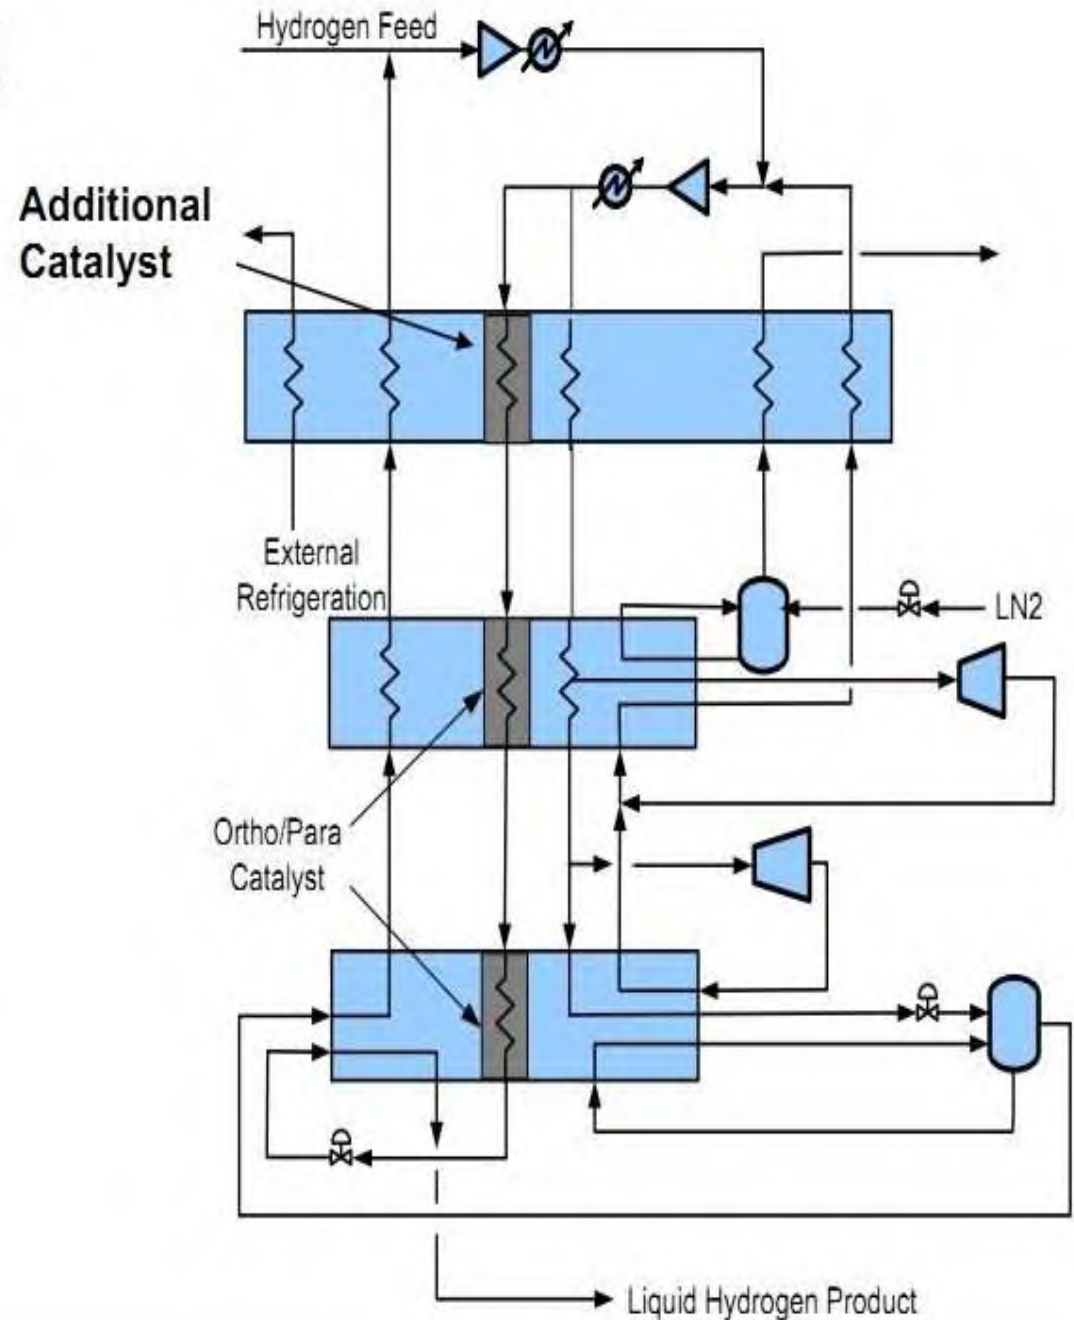 Hydrogen Feed
Additional
Catalyst
External
Refrigeration
LN2
Ortho/Para
Catalyst
Liquid Hydrogen Product